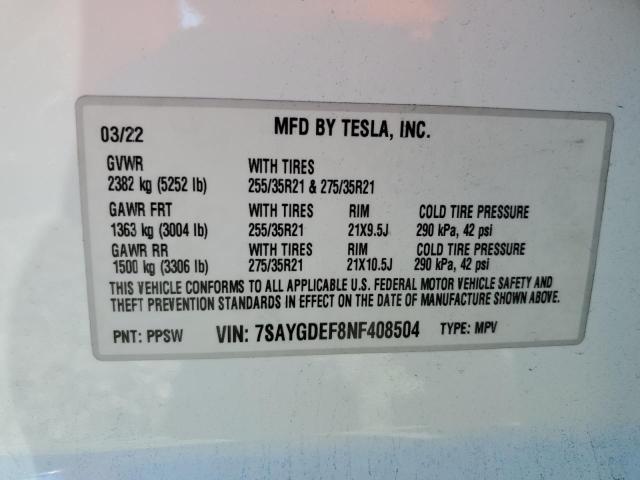 03/22 MFD BY TESLA, INC.
GVWR WITH TIRES
2382 kg (5252 lb) 255/35R21 & 275/35R21
GAWR FRT WITH TIRES RIM COLD TIRE PRESSURE
1363 kg (3004 lb) 255/35R21 21X9.5J 290 kPa, 42 psi
GAWR RR WITH TIRES RIM COLD TIRE PRESSURE
1500 kg (3306 lb) 275/35R21 21X10.5J 290 kPa, 42 psi
THIS VEHICLE CONFORMS TO ALL APPLICABLE U.S. FEDERAL MOTOR VEHICLE SAFETY AND
THEFT PREVENTION STANDARDS IN EFFECT ON THE DATE OF MANUFACTURE SHOWN ABOVE.
PNT: PPSW VIN: 7SAYGDEF8NF408504 TYPE: MPV